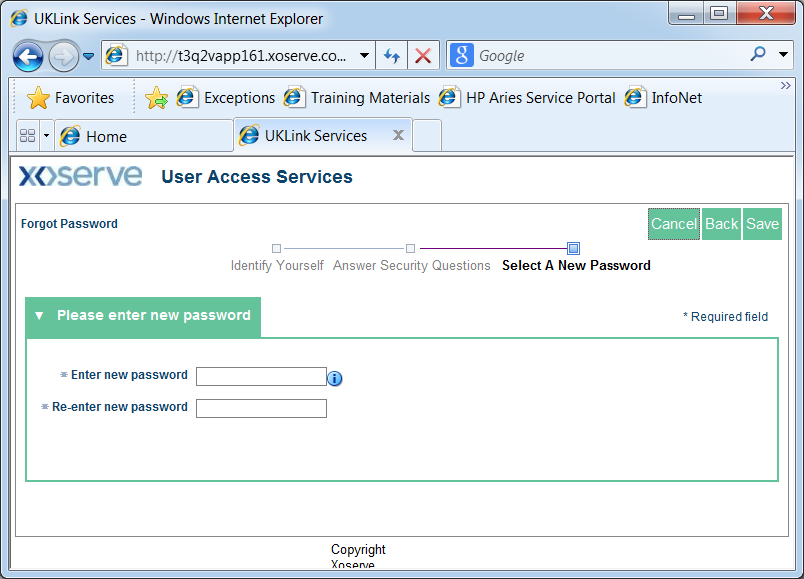 UKLink Services - Windows Internet Explorer
http://t3q2vapp161.xoserve.co...
Google
Favorites
Exceptions
Training Materials
HP Aries Service Portal
InfoNet
Home
UKLink Services
xoserve
User Access Services
Forgot Password
Cancel
Back
Save
Identify Yourself
Answer Security Questions
Select A New Password
Please enter new password
* Required field
* Enter new password
* Re-enter new password
Copyright
Xoserve